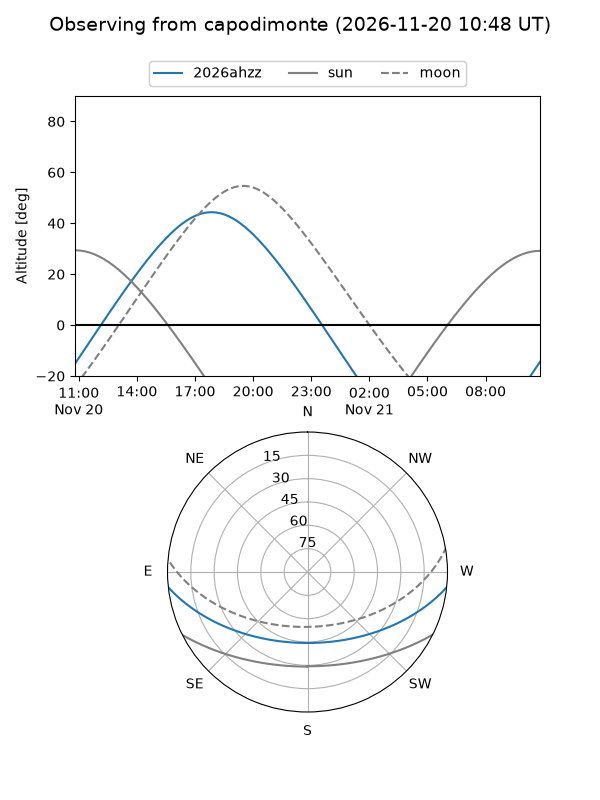 Observing from capodimonte (2026-11-20 10:48 UT)
2026ahzz sun moon
Altitude [deg]
80
60
40
20
0
−20
11:00 14:00 17:00 20:00 23:00 02:00 05:00 08:00
Nov 20 Nov 21
N
NE NW
15
30
45
60
75
E W
SE SW
S